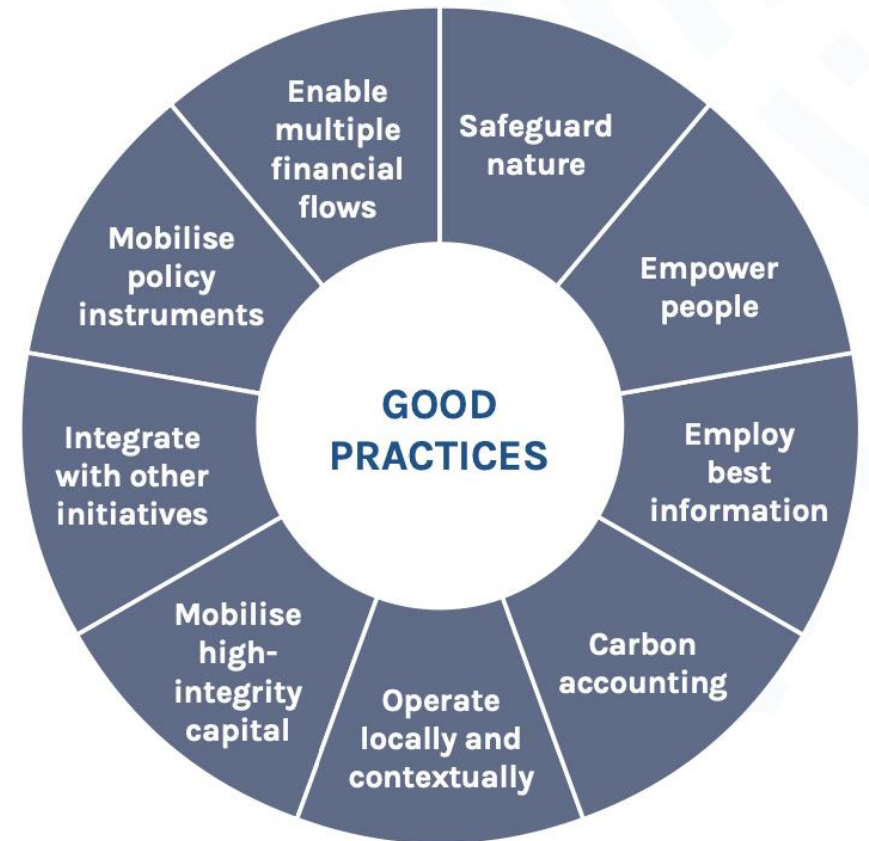 GOOD
PRACTICES
Safeguard
nature
Empower
people
Employ
best
information
Carbon
accounting
Operate
locally and
contextually
Mobilise
high-
integrity
capital
Integrate
with other
initiatives
Mobilise
policy
instruments
Enable
multiple
financial
flows